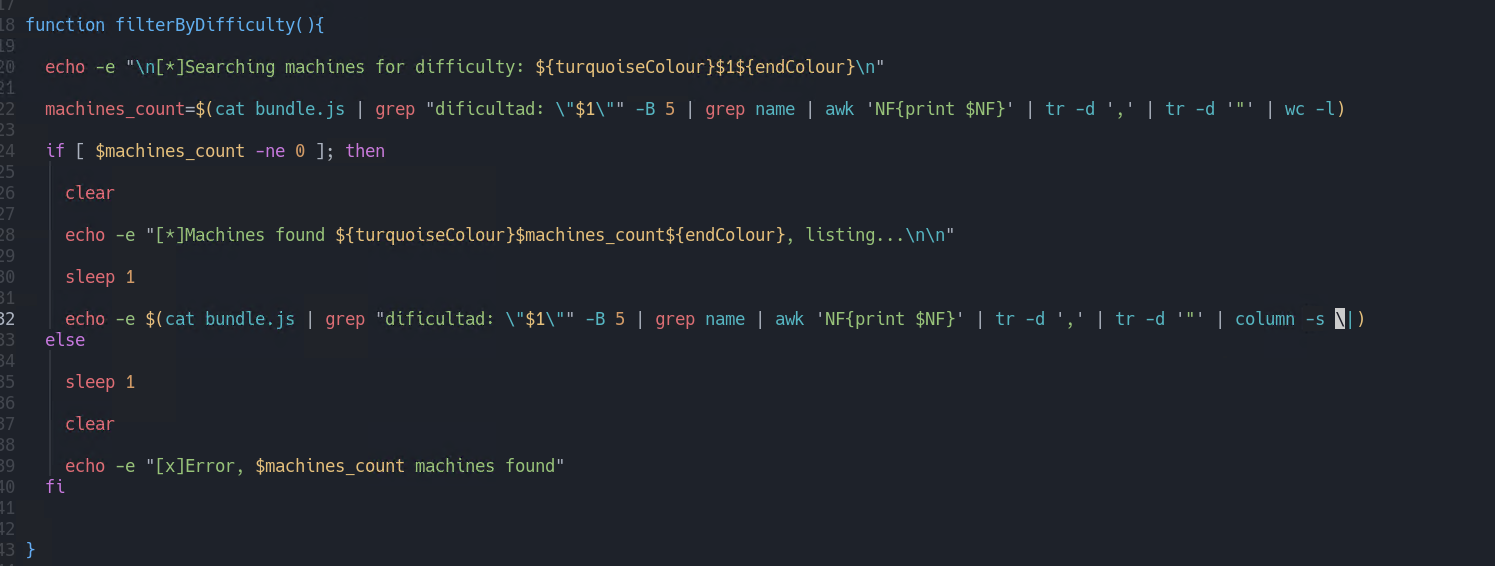 17
18 function filterByDifficulty(){
19
20 echo -e "\n[*]Searching machines for difficulty: ${turquoiseColour}$1${endColour}\n"
21
22 machines_count=$(cat bundle.js | grep "dificultad: \"$1\"" -B 5 | grep name | awk 'NF{print $NF}' | tr -d ',' | tr -d '"' | wc -l)
23
24 if [ $machines_count -ne 0 ]; then
25
26 clear
27
28 echo -e "[*]Machines found ${turquoiseColour}$machines_count${endColour}, listing...\n\n"
29
30 sleep 1
31
32 echo -e $(cat bundle.js | grep "dificultad: \"$1\"" -B 5 | grep name | awk 'NF{print $NF}' | tr -d ',' | tr -d '"' | column -s \|)
33 else
34
35 sleep 1
36
37 clear
38
39 echo -e "[x]Error, $machines_count machines found"
40 fi
41
42
43 }